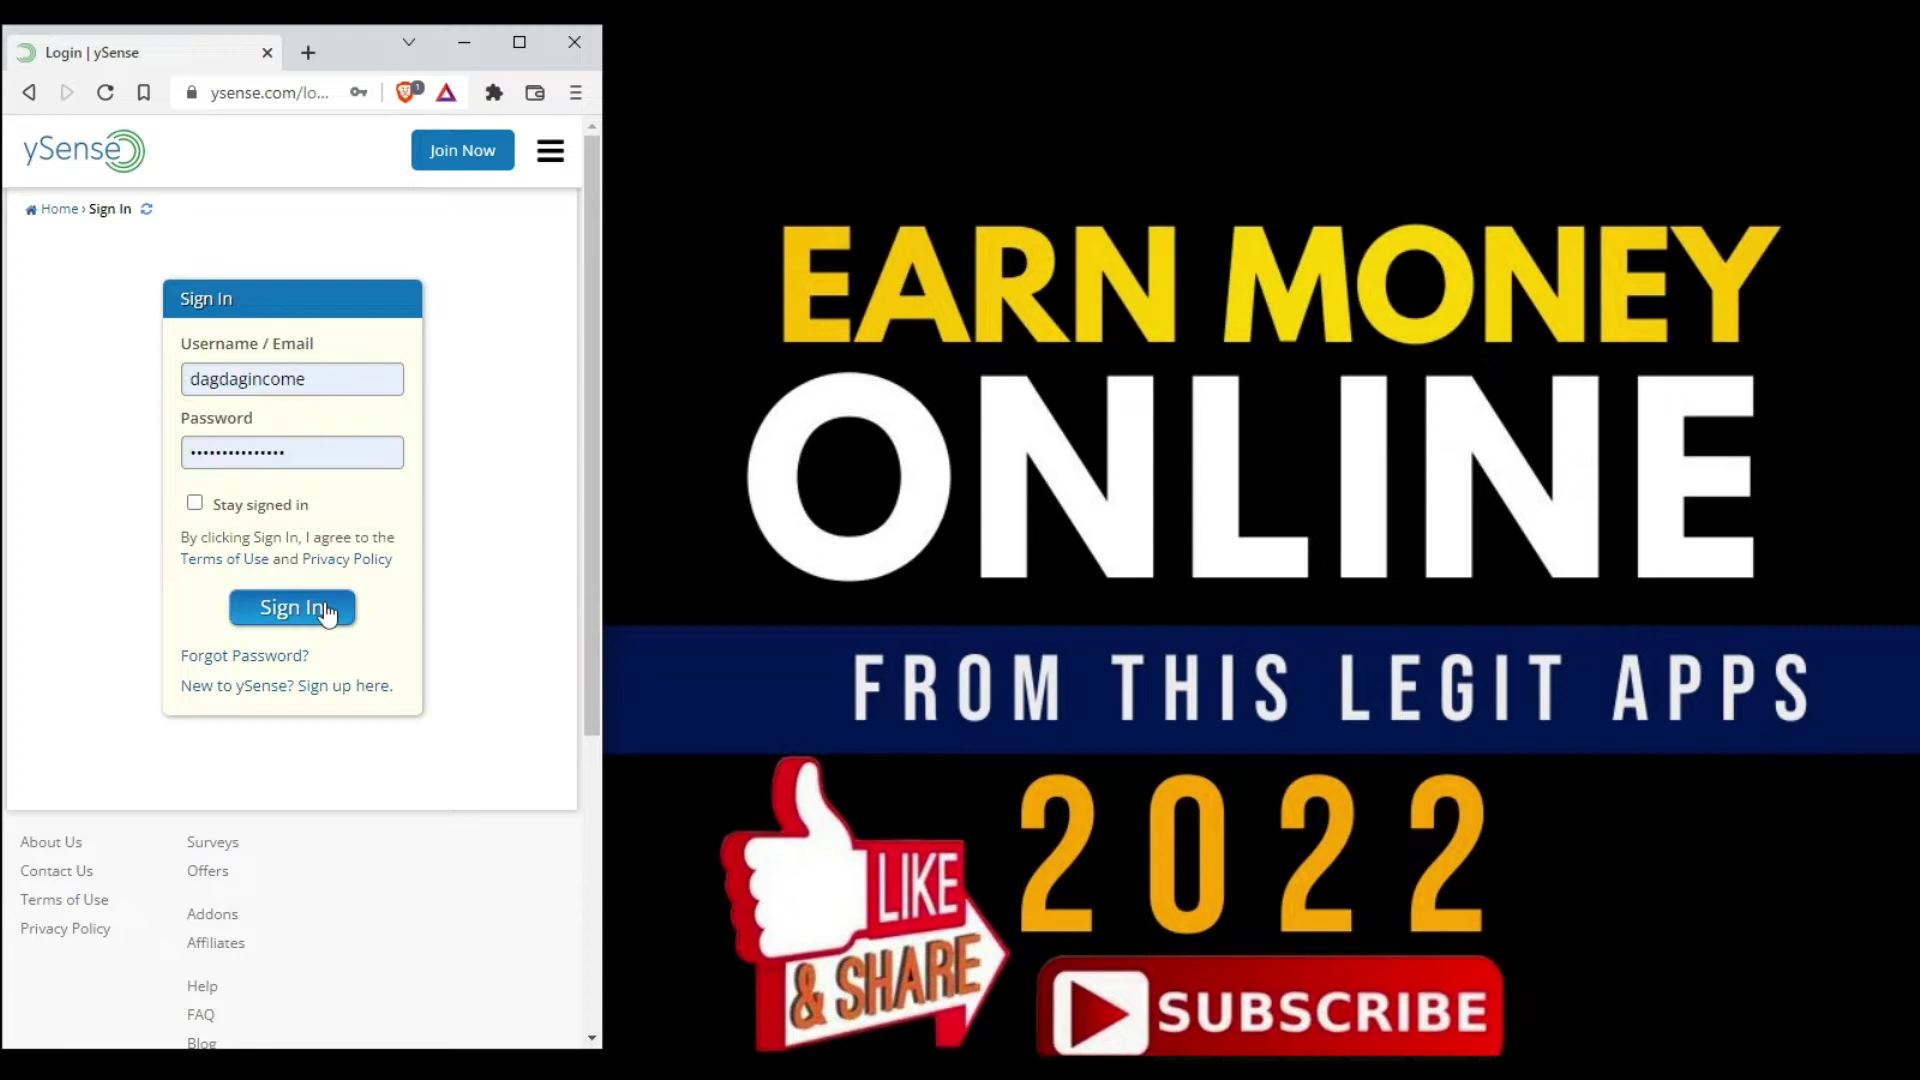 Login | ySense
ysense.com/lo...
1
ySense
Join Now
Home › Sign In
Sign In
Username / Email
dagdagincome
Password
•••••••••••••••
Stay signed in
By clicking Sign In, I agree to the
Terms of Use and Privacy Policy
Sign In
Forgot Password?
New to ySense? Sign up here.
About Us
Contact Us
Terms of Use
Privacy Policy
Surveys
Offers
Addons
Affiliates
Help
FAQ
Blog
EARN MONEY
ONLINE
FROM THIS LEGIT APPS
2022
LIKE
& SHARE
SUBSCRIBE